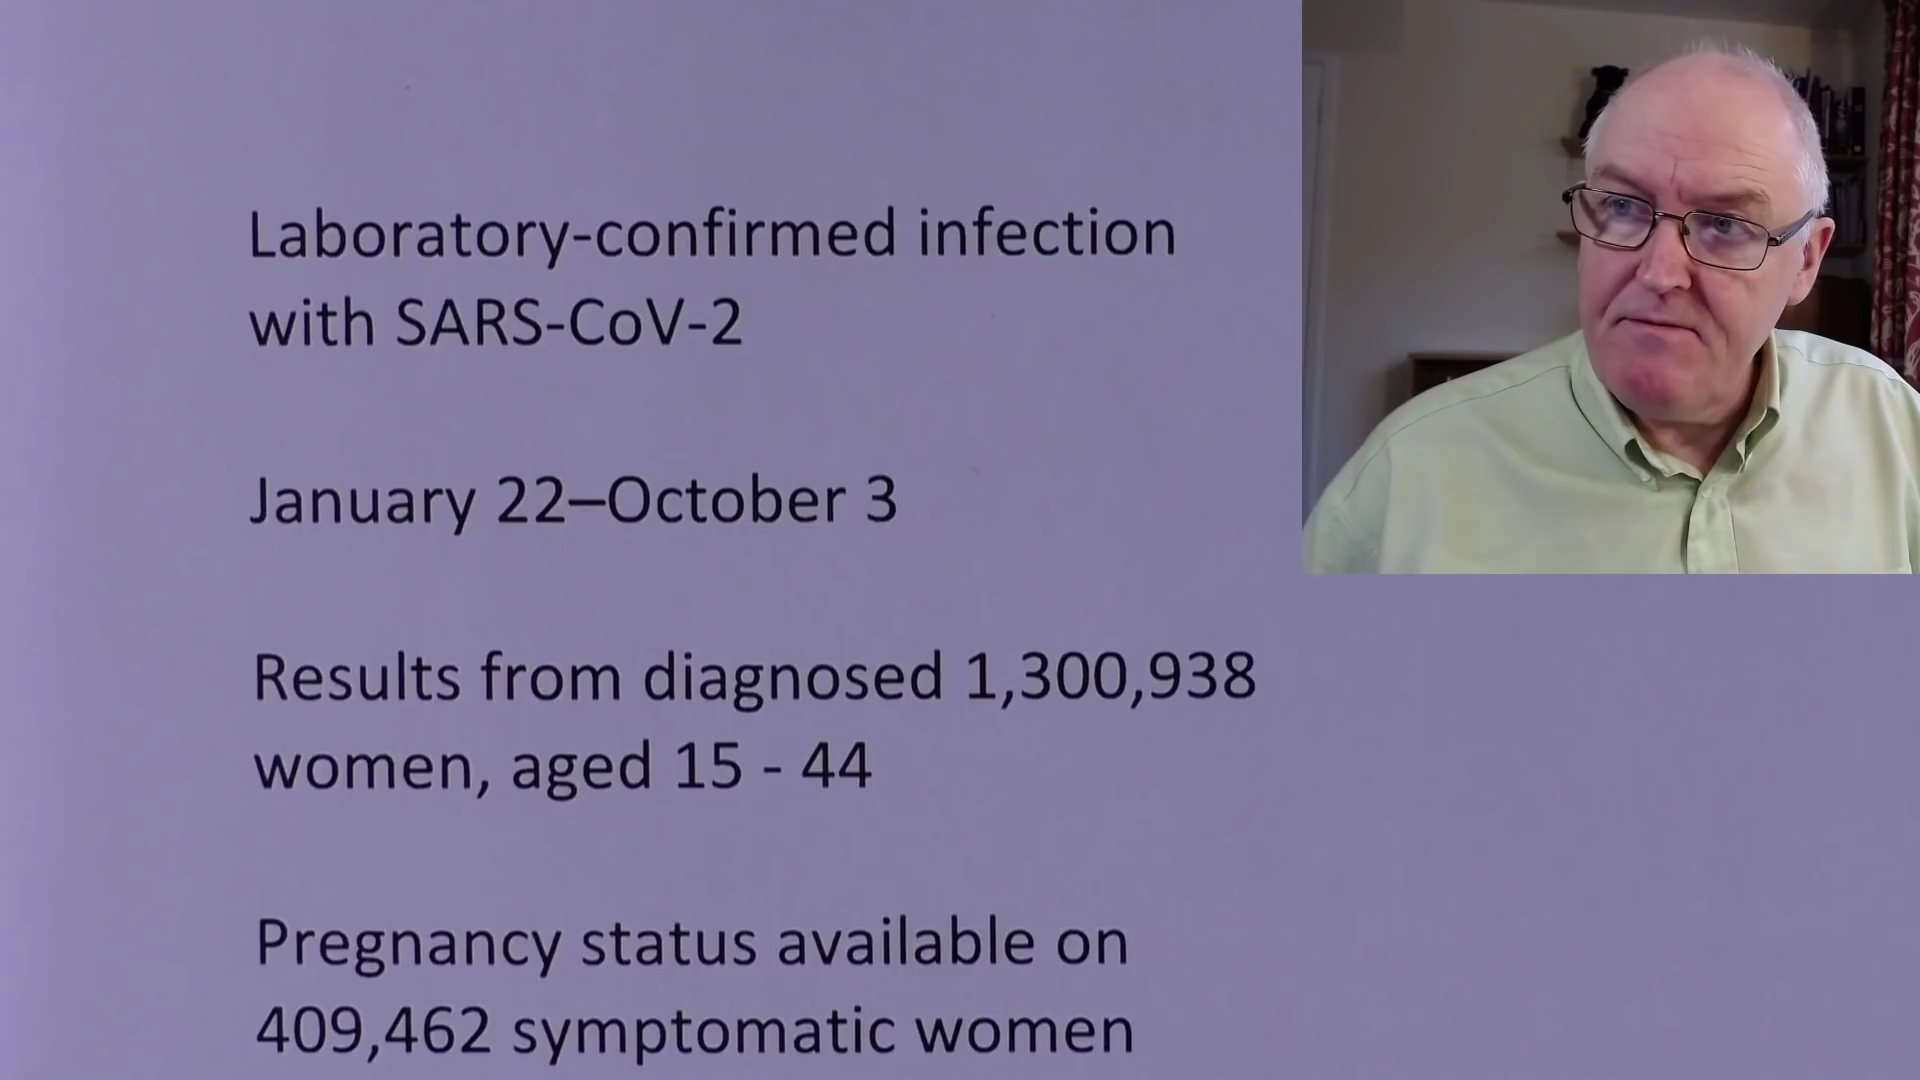 Laboratory-confirmed infection
with SARS-CoV-2
January 22–October 3
Results from diagnosed 1,300,938
women, aged 15 - 44
Pregnancy status available on
409,462 symptomatic women